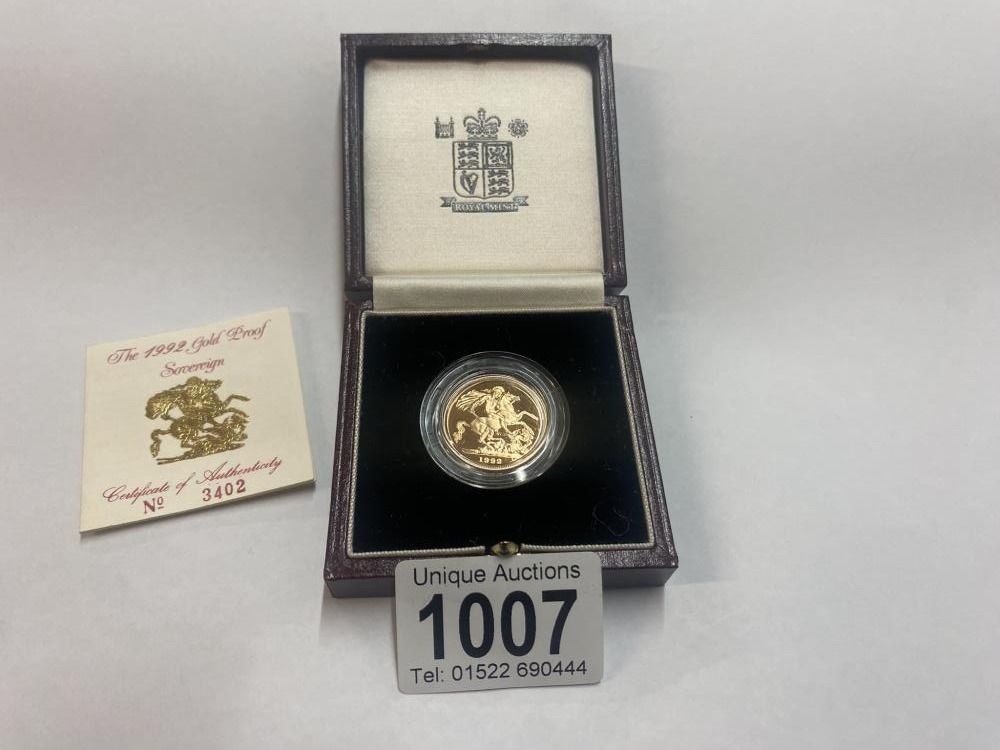 ROYAL MINT
The 1992 Gold Proof
Sovereign
Certificate of Authenticity
Nº 3402
1992
Unique Auctions
1007
Tel: 01522 690444